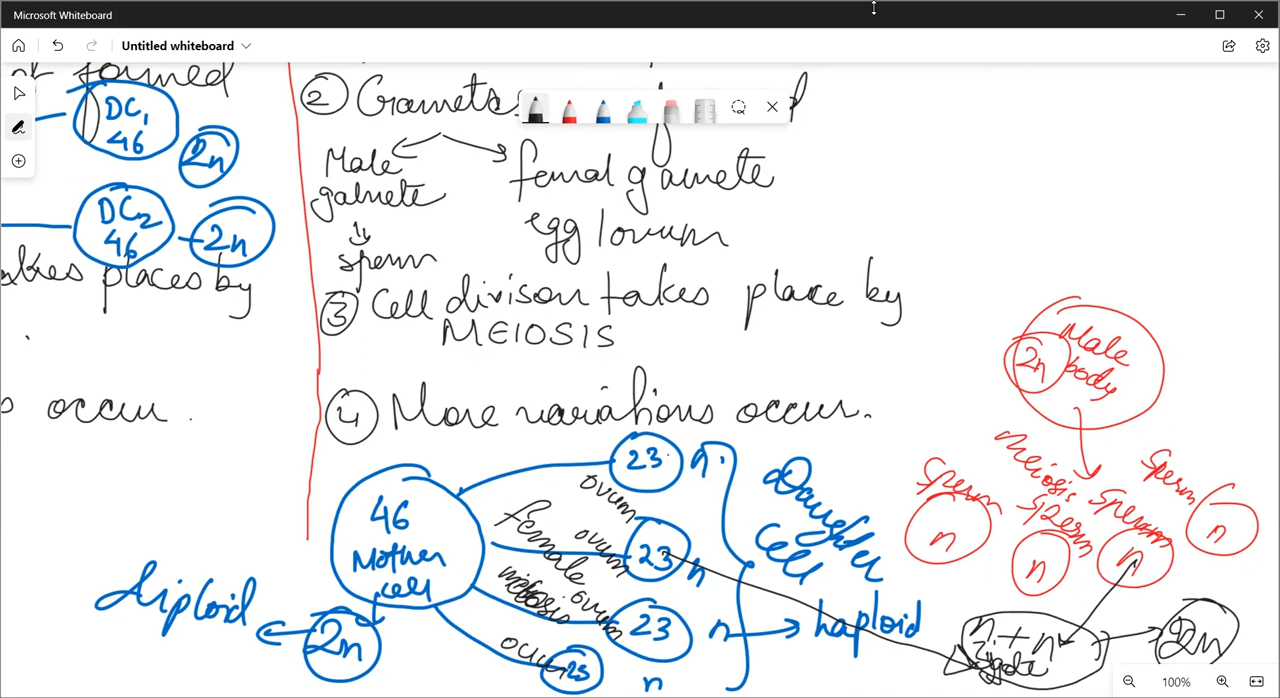 Microsoft Whiteboard
Untitled whiteboard
formed
DC1
46
2n
DC2
46
2n
places by
occur.
② Gamets
Male
gamete
sperm
femal gamete
egg / ovum
③ Cell divison takes place by
MEIOSIS
④ More variations occur.
46
Mother
cell
2n
diploid
female
meiosis
occur
ovum
ovum
ovum
23 n
23 n
23 n
23
n
Daughter
Cell
haploid
2n
Male
body
Meiosis
Sperm
n
Sperm
n
Sperm
n
Sperm
n
n + n
zygote
2n
100%